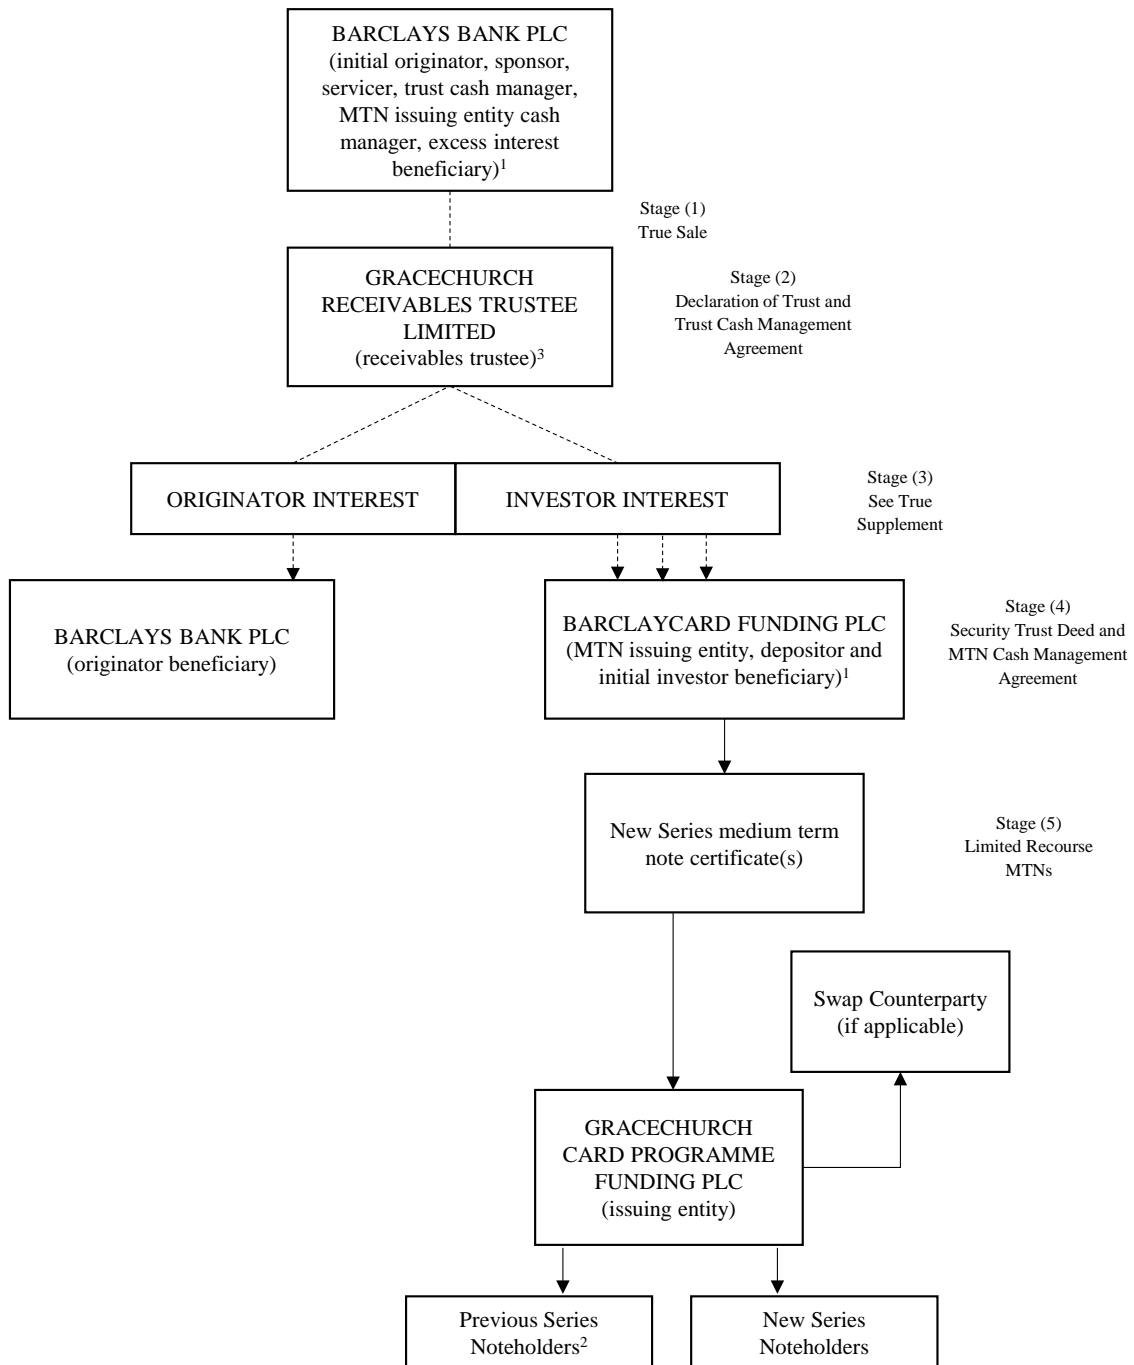 BARCLAYS BANK PLC
(initial originator, sponsor,
servicer, trust cash manager,
MTN issuing entity cash
manager, excess interest
beneficiary)¹
Stage (1)
True Sale
GRACECHURCH
RECEIVABLES TRUSTEE
LIMITED
(receivables trustee)³
Stage (2)
Declaration of Trust and
Trust Cash Management
Agreement
ORIGINATOR INTEREST
INVESTOR INTEREST
Stage (3)
See True
Supplement
BARCLAYS BANK PLC
(originator beneficiary)
BARCLAYCARD FUNDING PLC
(MTN issuing entity, depositor and
initial investor beneficiary)¹
Stage (4)
Security Trust Deed and
MTN Cash Management
Agreement
New Series medium term
note certificate(s)
Stage (5)
Limited Recourse
MTNs
Swap Counterparty
(if applicable)
GRACECHURCH
CARD PROGRAMME
FUNDING PLC
(issuing entity)
Previous Series
Noteholders²
New Series
Noteholders